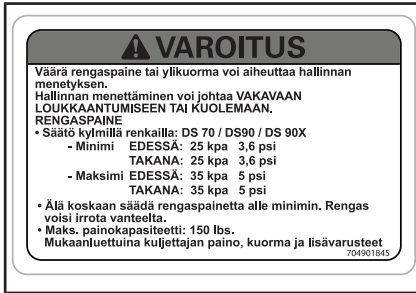 VAROITUS
Väärä rengaspaine tai ylikuorma voi aiheuttaa hallinnan
menetyksen.
Hallinnan menettäminen voi johtaa VAKAVAAN
LOUKKAANTUMISEEN TAI KUOLEMAAN.
RENGASPAINE
• Säätö kylmillä renkailla: DS 70 / DS90 / DS 90X
- Minimi EDESSÄ: 25 kpa 3,6 psi
TAKANA: 25 kpa 3,6 psi
- Maksimi EDESSÄ: 35 kpa 5 psi
TAKANA: 35 kpa 5 psi
• Älä koskaan säädä rengaspainetta alle minimin. Rengas
voisi irrota vanteelta.
• Maks. painokapasiteetti: 150 lbs.
Mukaanluettuina kuljettajan paino, kuorma ja lisävarusteet
704901845